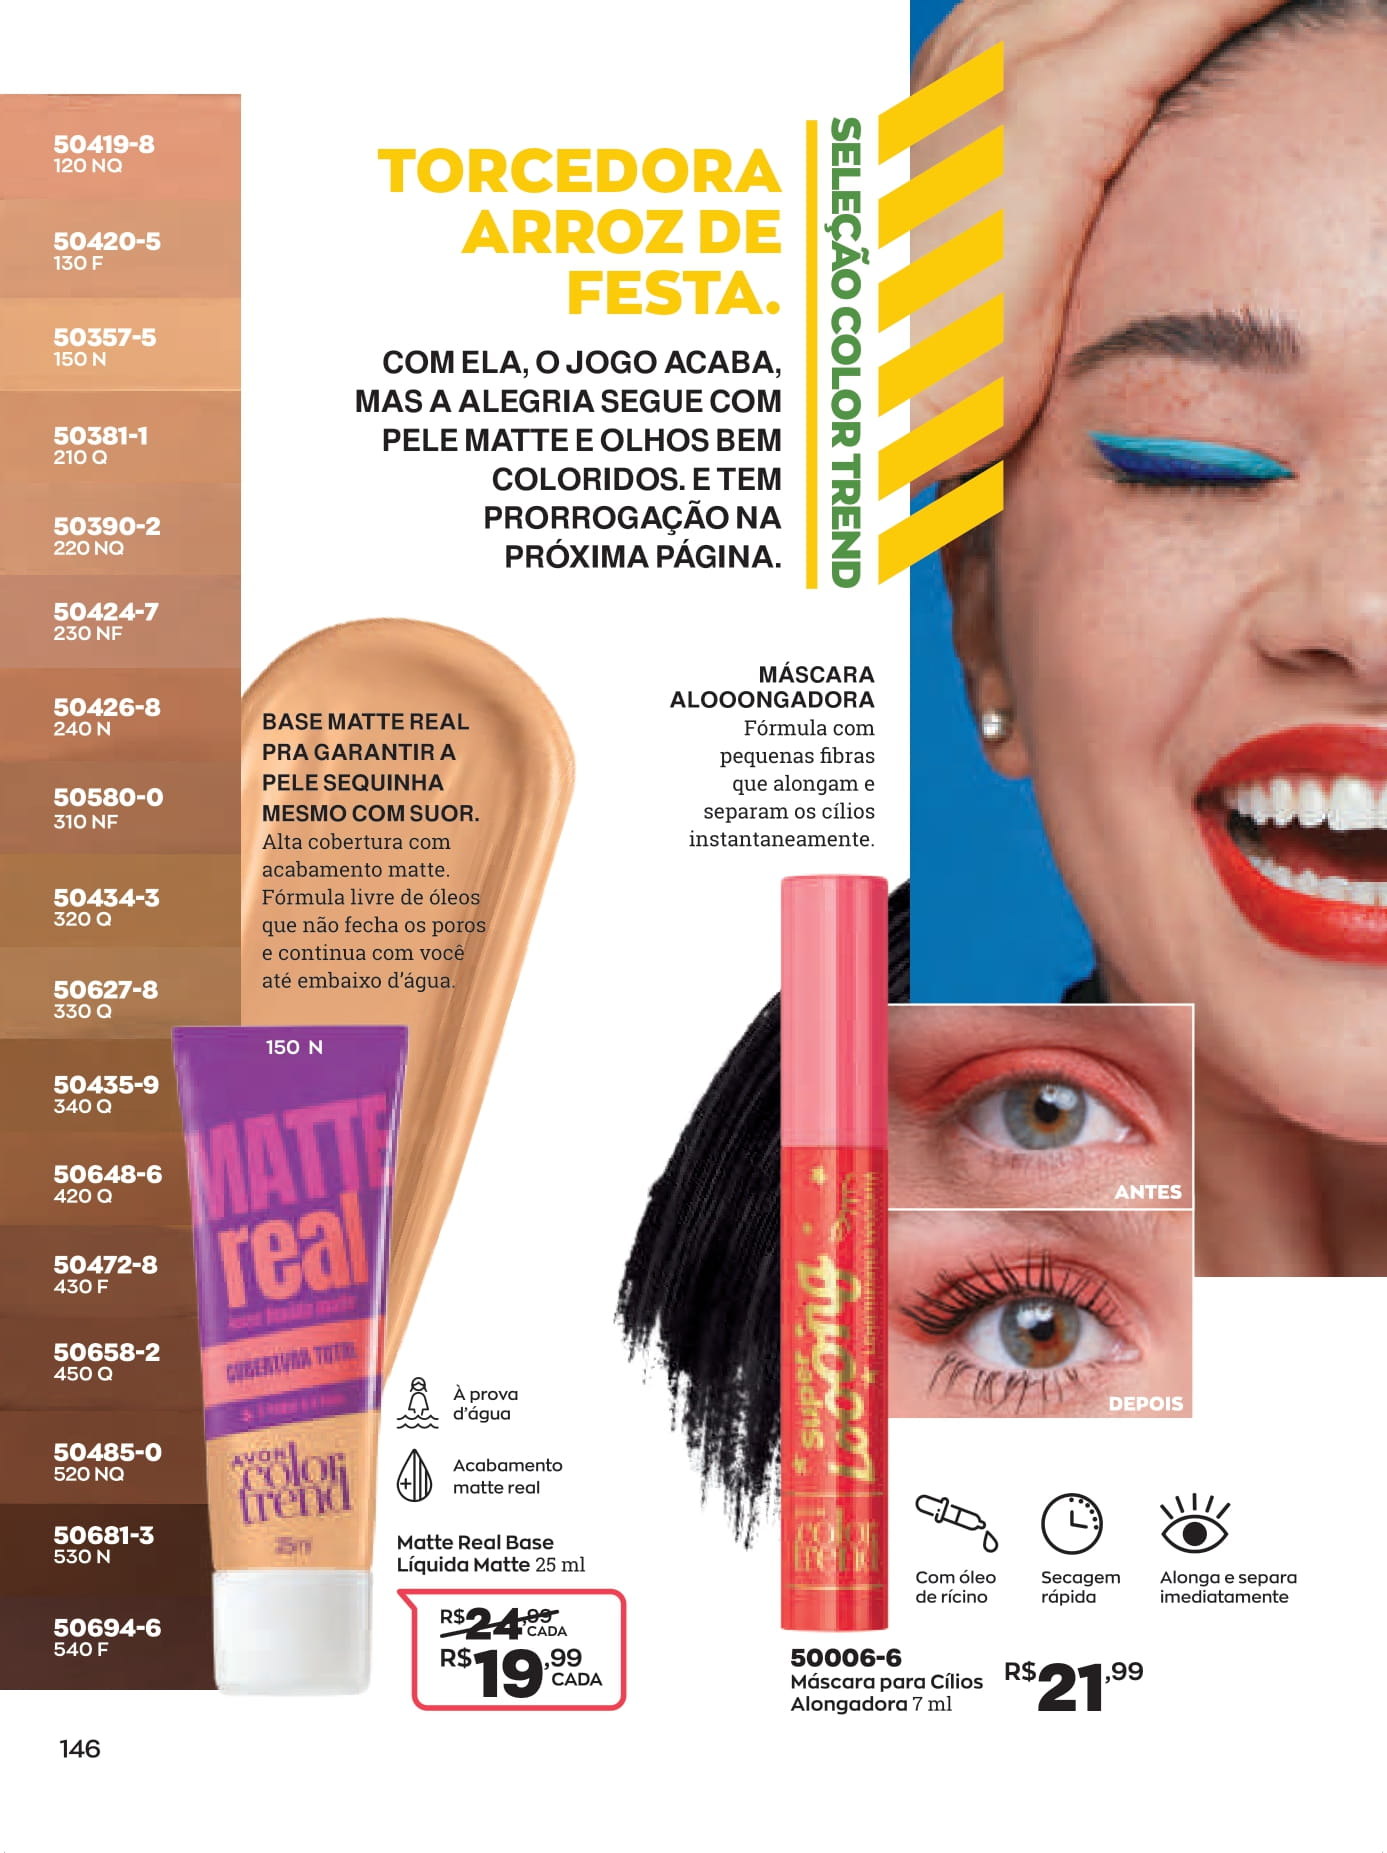 50419-8
120 NQ
50420-5
130 F
50357-5
150 N
50381-1
210 Q
50390-2
220 NQ
50424-7
230 NF
50426-8
240 N
50580-0
310 NF
50434-3
320 Q
50627-8
330 Q
50435-9
340 Q
50648-6
420 Q
50472-8
430 F
50658-2
450 Q
50485-0
520 NQ
50681-3
530 N
50694-6
540 F
TORCEDORA
ARROZ DE
FESTA.
COM ELA, O JOGO ACABA,
MAS A ALEGRIA SEGUE COM
PELE MATTE E OLHOS BEM
COLORIDOS. E TEM
PRORROGAÇÃO NA
PRÓXIMA PÁGINA.
SELEÇÃO COLOR TREND
BASE MATTE REAL
PRA GARANTIR A
PELE SEQUINHA
MESMO COM SUOR.
Alta cobertura com
acabamento matte.
Fórmula livre de óleos
que não fecha os poros
e continua com você
até embaixo d'água.
150 N
MATTE
real
base líquida matte
COBERTURA TOTAL
AVON
color
trend
25ml
À prova
d'água
Acabamento
matte real
Matte Real Base
Líquida Matte 25 ml
R$24,99
CADA
R$19,99
CADA
MÁSCARA
ALOOONGADORA
Fórmula com
pequenas fibras
que alongam e
separam os cílios
instantaneamente.
Super
Looong
color
trend
ANTES
DEPOIS
Com óleo
de rícino
Secagem
rápida
Alonga e separa
imediatamente
50006-6
Máscara para Cílios
Alongadora 7 ml
R$21,99
146